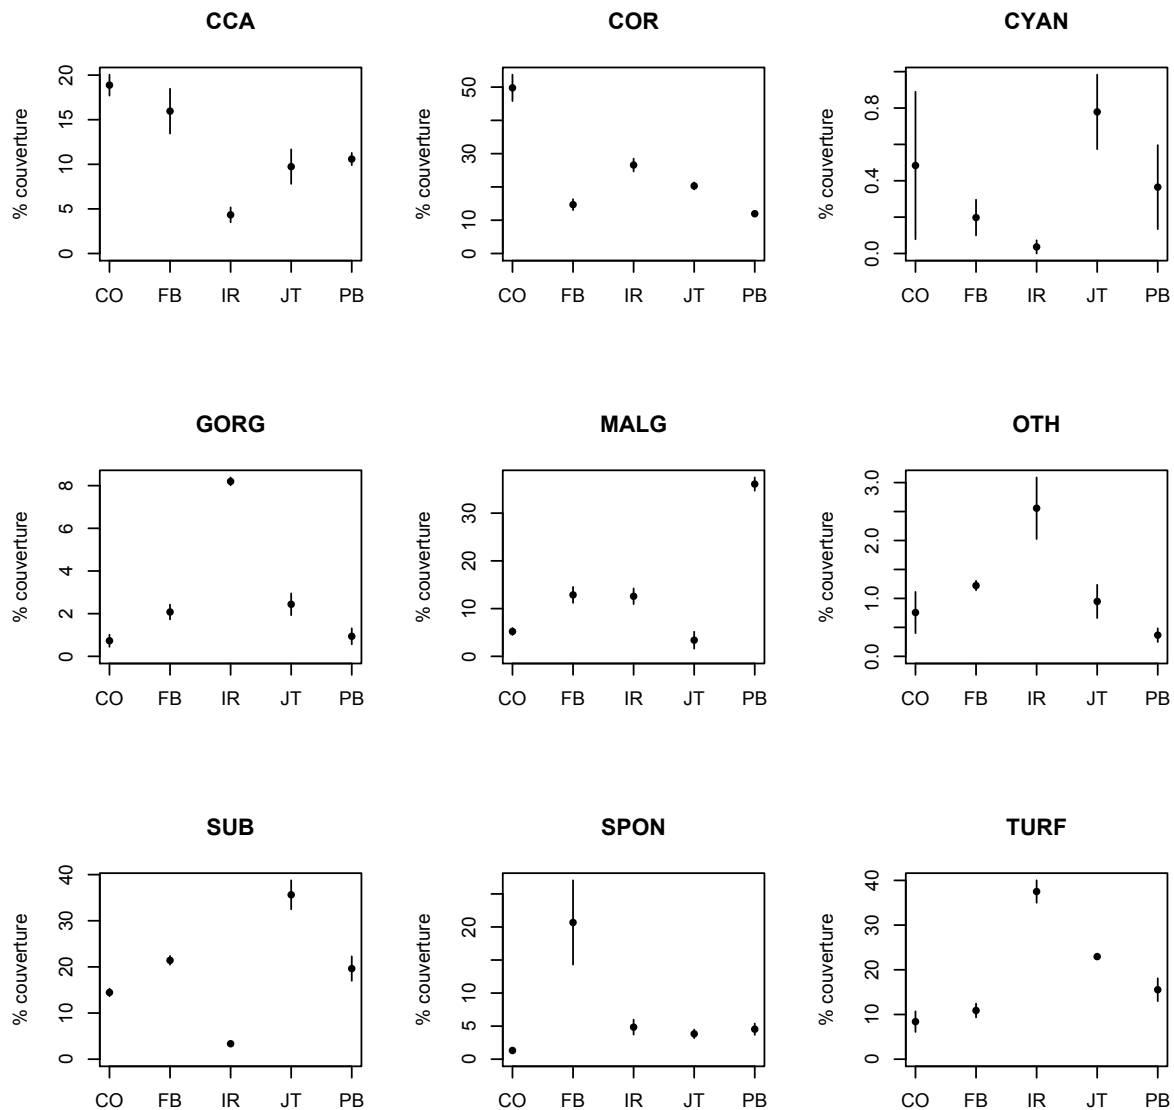 CCA
COR
CYAN
% couverture
0 5 10 15 20
CO FB IR JT PB
% couverture
0 10 30 50
CO FB IR JT PB
% couverture
0.0 0.4 0.8
CO FB IR JT PB
GORG
MALG
OTH
% couverture
0 2 4 6 8
CO FB IR JT PB
% couverture
0 10 20 30
CO FB IR JT PB
% couverture
0.0 1.0 2.0 3.0
CO FB IR JT PB
SUB
SPON
TURF
% couverture
0 10 20 30 40
CO FB IR JT PB
% couverture
0 5 10 20
CO FB IR JT PB
% couverture
0 10 20 30 40
CO FB IR JT PB